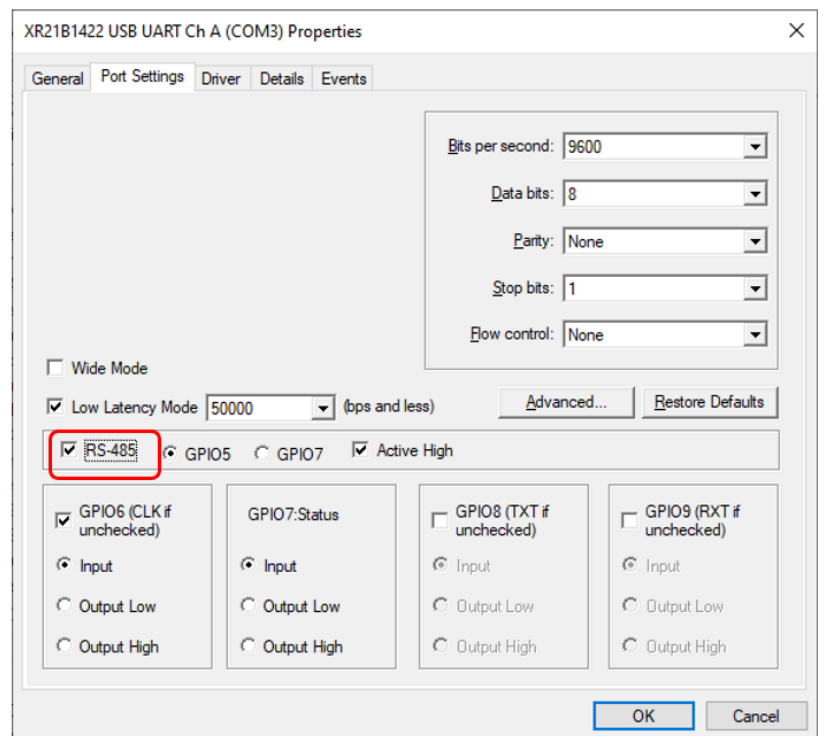 XR21B1422 USB UART Ch A (COM3) Properties
General Port Settings Driver Details Events
Bits per second: 9600
Data bits: 8
Parity: None
Stop bits: 1
Flow control: None
Wide Mode
Low Latency Mode 50000 (bps and less) Advanced... Restore Defaults
RS-485 GPIO5 GPIO7 Active High
GPIO6 (CLK if
unchecked)
Input
Output Low
Output High
GPIO7:Status
Input
Output Low
Output High
GPIO8 (TXT if
unchecked)
Input
Output Low
Output High
GPIO9 (RXT if
unchecked)
Input
Output Low
Output High
OK Cancel